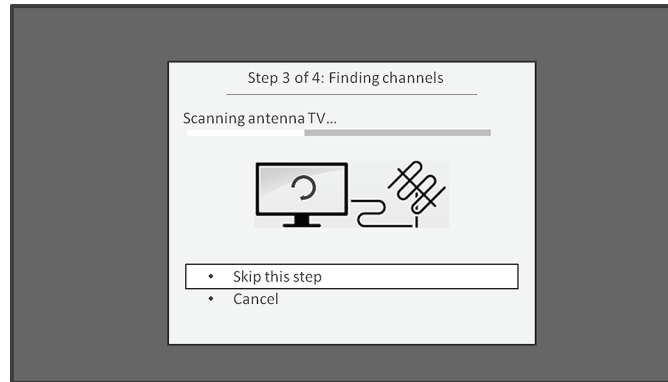 Step 3 of 4: Finding channels
Scanning antenna TV...
• Skip this step
• Cancel